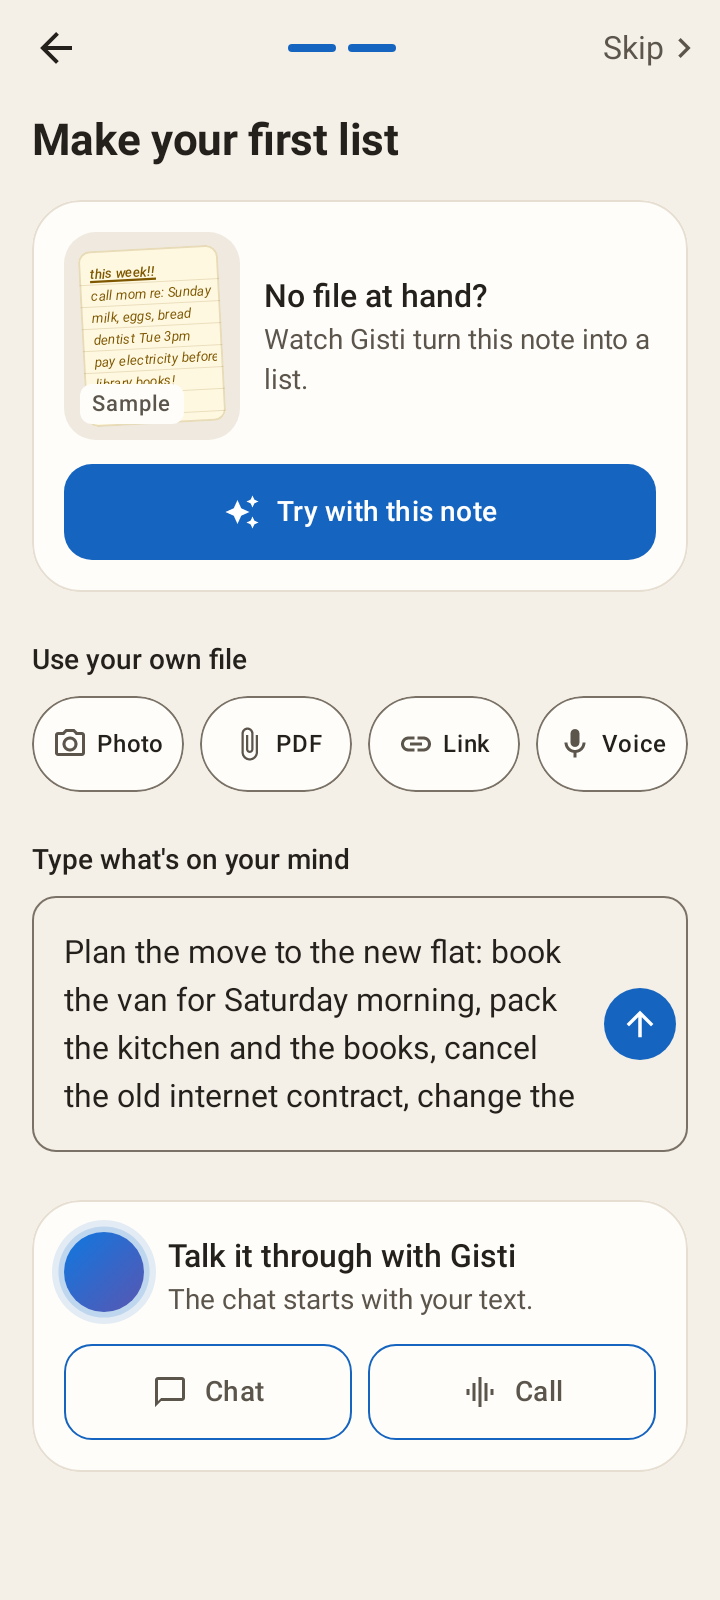 Skip
Make your first list
this week!!
call mom re: Sunday
milk, eggs, bread
dentist Tue 3pm
pay electricity before
library books!
Sample
No file at hand?
Watch Gisti turn this note into a
list.
Try with this note
Use your own file
Photo
PDF
Link
Voice
Type what's on your mind
Plan the move to the new flat: book
the van for Saturday morning, pack
the kitchen and the books, cancel
the old internet contract, change the
Talk it through with Gisti
The chat starts with your text.
Chat
Call